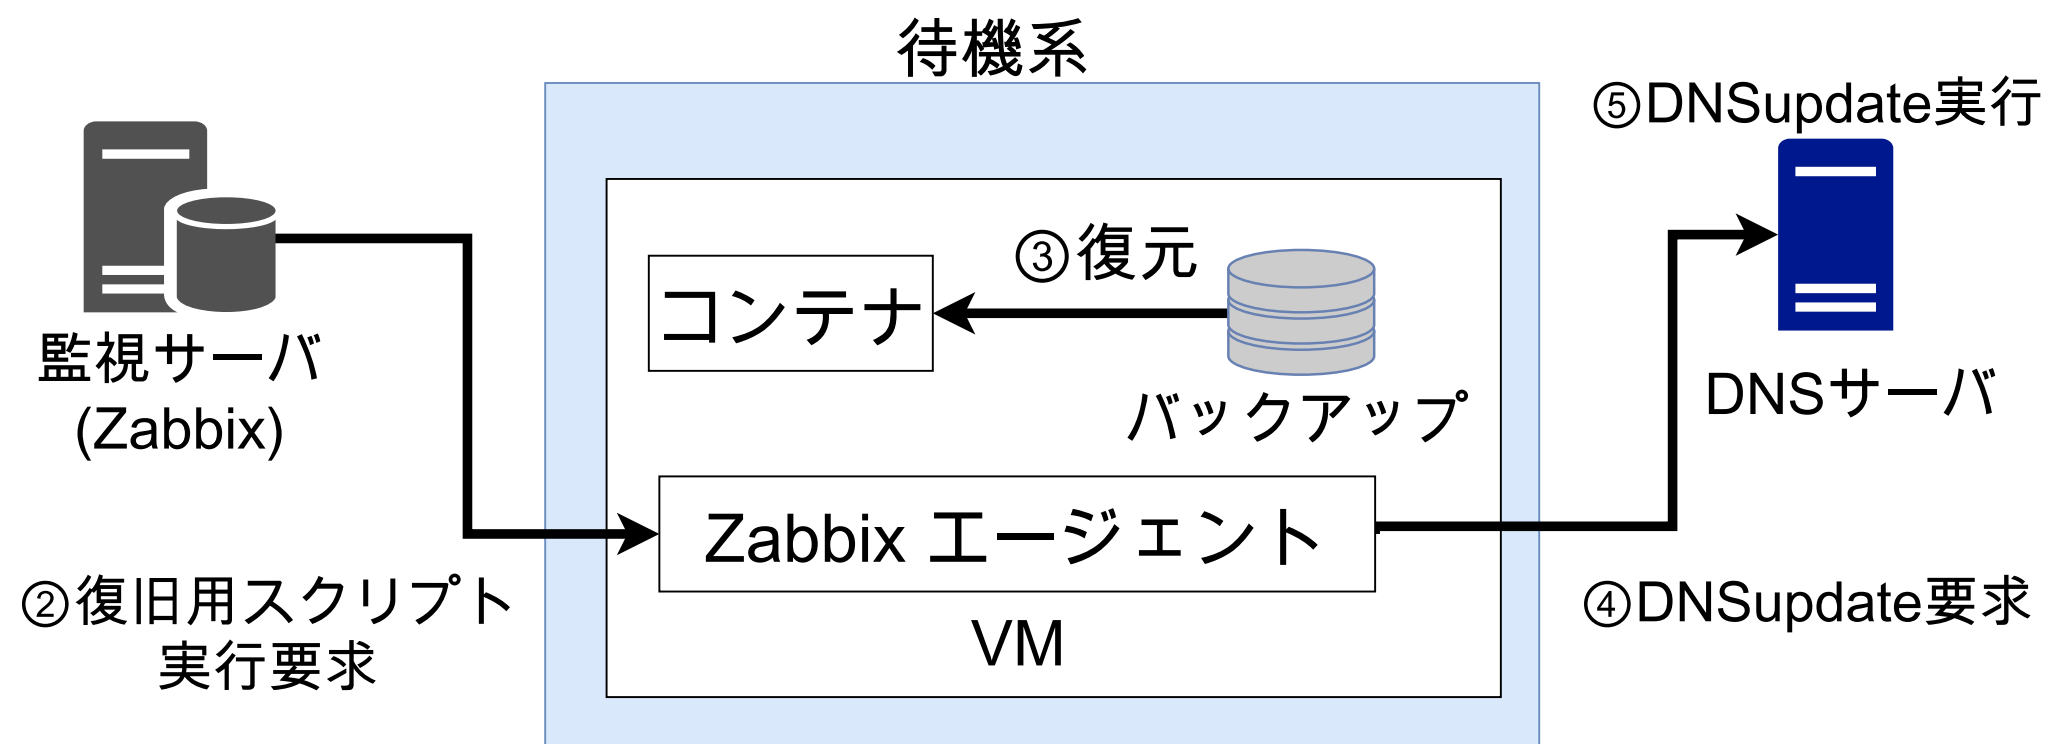 待機系
⑤DNSupdate実行
③復元
コンテナ
監視サーバ
(Zabbix)
バックアップ
DNSサーバ
Zabbix エージェント
②復旧用スクリプト
実行要求
VM
④DNSupdate要求